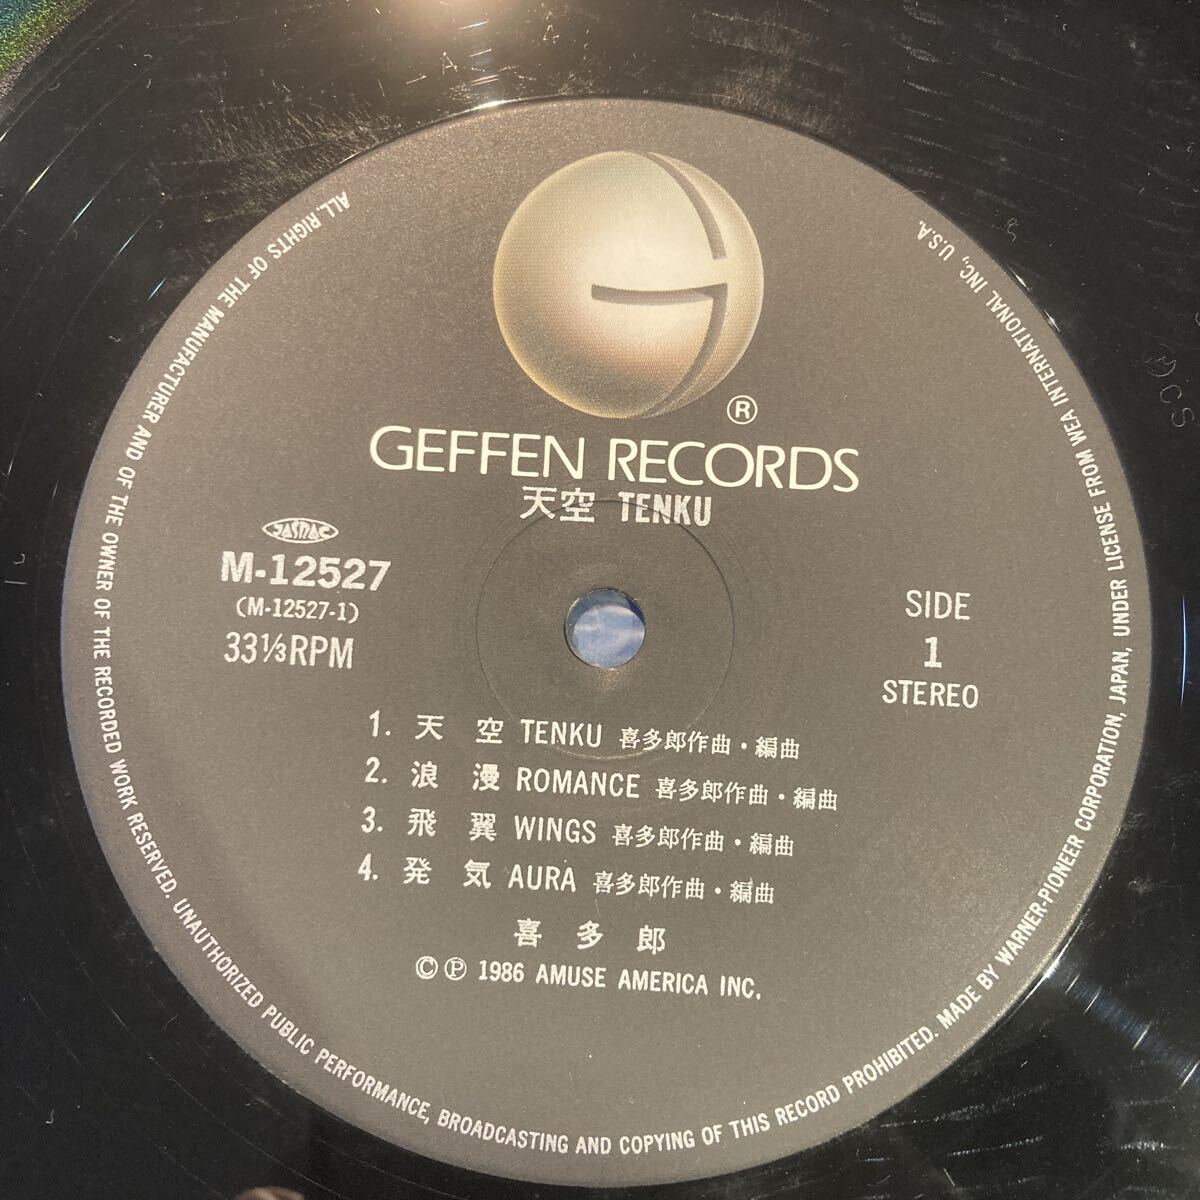 ®
GEFFEN RECORDS
天空 TENKU
JASRAC
M-12527
(M-12527-1)
33⅓RPM
SIDE
1
STEREO
1. 天空 TENKU 喜多郎作曲・編曲
2. 浪漫 ROMANCE 喜多郎作曲・編曲
3. 飛翼 WINGS 喜多郎作曲・編曲
4. 発気 AURA 喜多郎作曲・編曲
喜多郎
©℗ 1986 AMUSE AMERICA INC.
ALL. RIGHTS OF THE MANUFACTURER AND OF THE OWNER OF THE RECORDED WORK RESERVED. UNAUTHORIZED PUBLIC PERFORMANCE, BROADCASTING AND COPYING OF THIS RECORD PROHIBITED. MADE BY WARNER-PIONEER CORPORATION, JAPAN, UNDER LICENSE FROM WEA INTERNATIONAL INC., U.S.A.